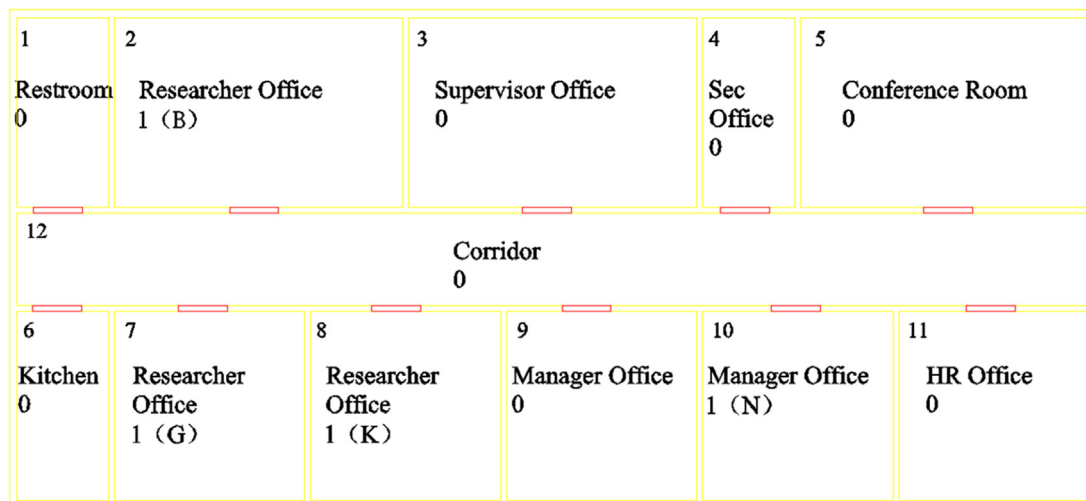 1
Restroom
0
2
Researcher Office
1（B）
3
Supervisor Office
0
4
Sec
Office
0
5
Conference Room
0
12
Corridor
0
6
Kitchen
0
7
Researcher
Office
1（G）
8
Researcher
Office
1（K）
9
Manager Office
0
10
Manager Office
1（N）
11
HR Office
0